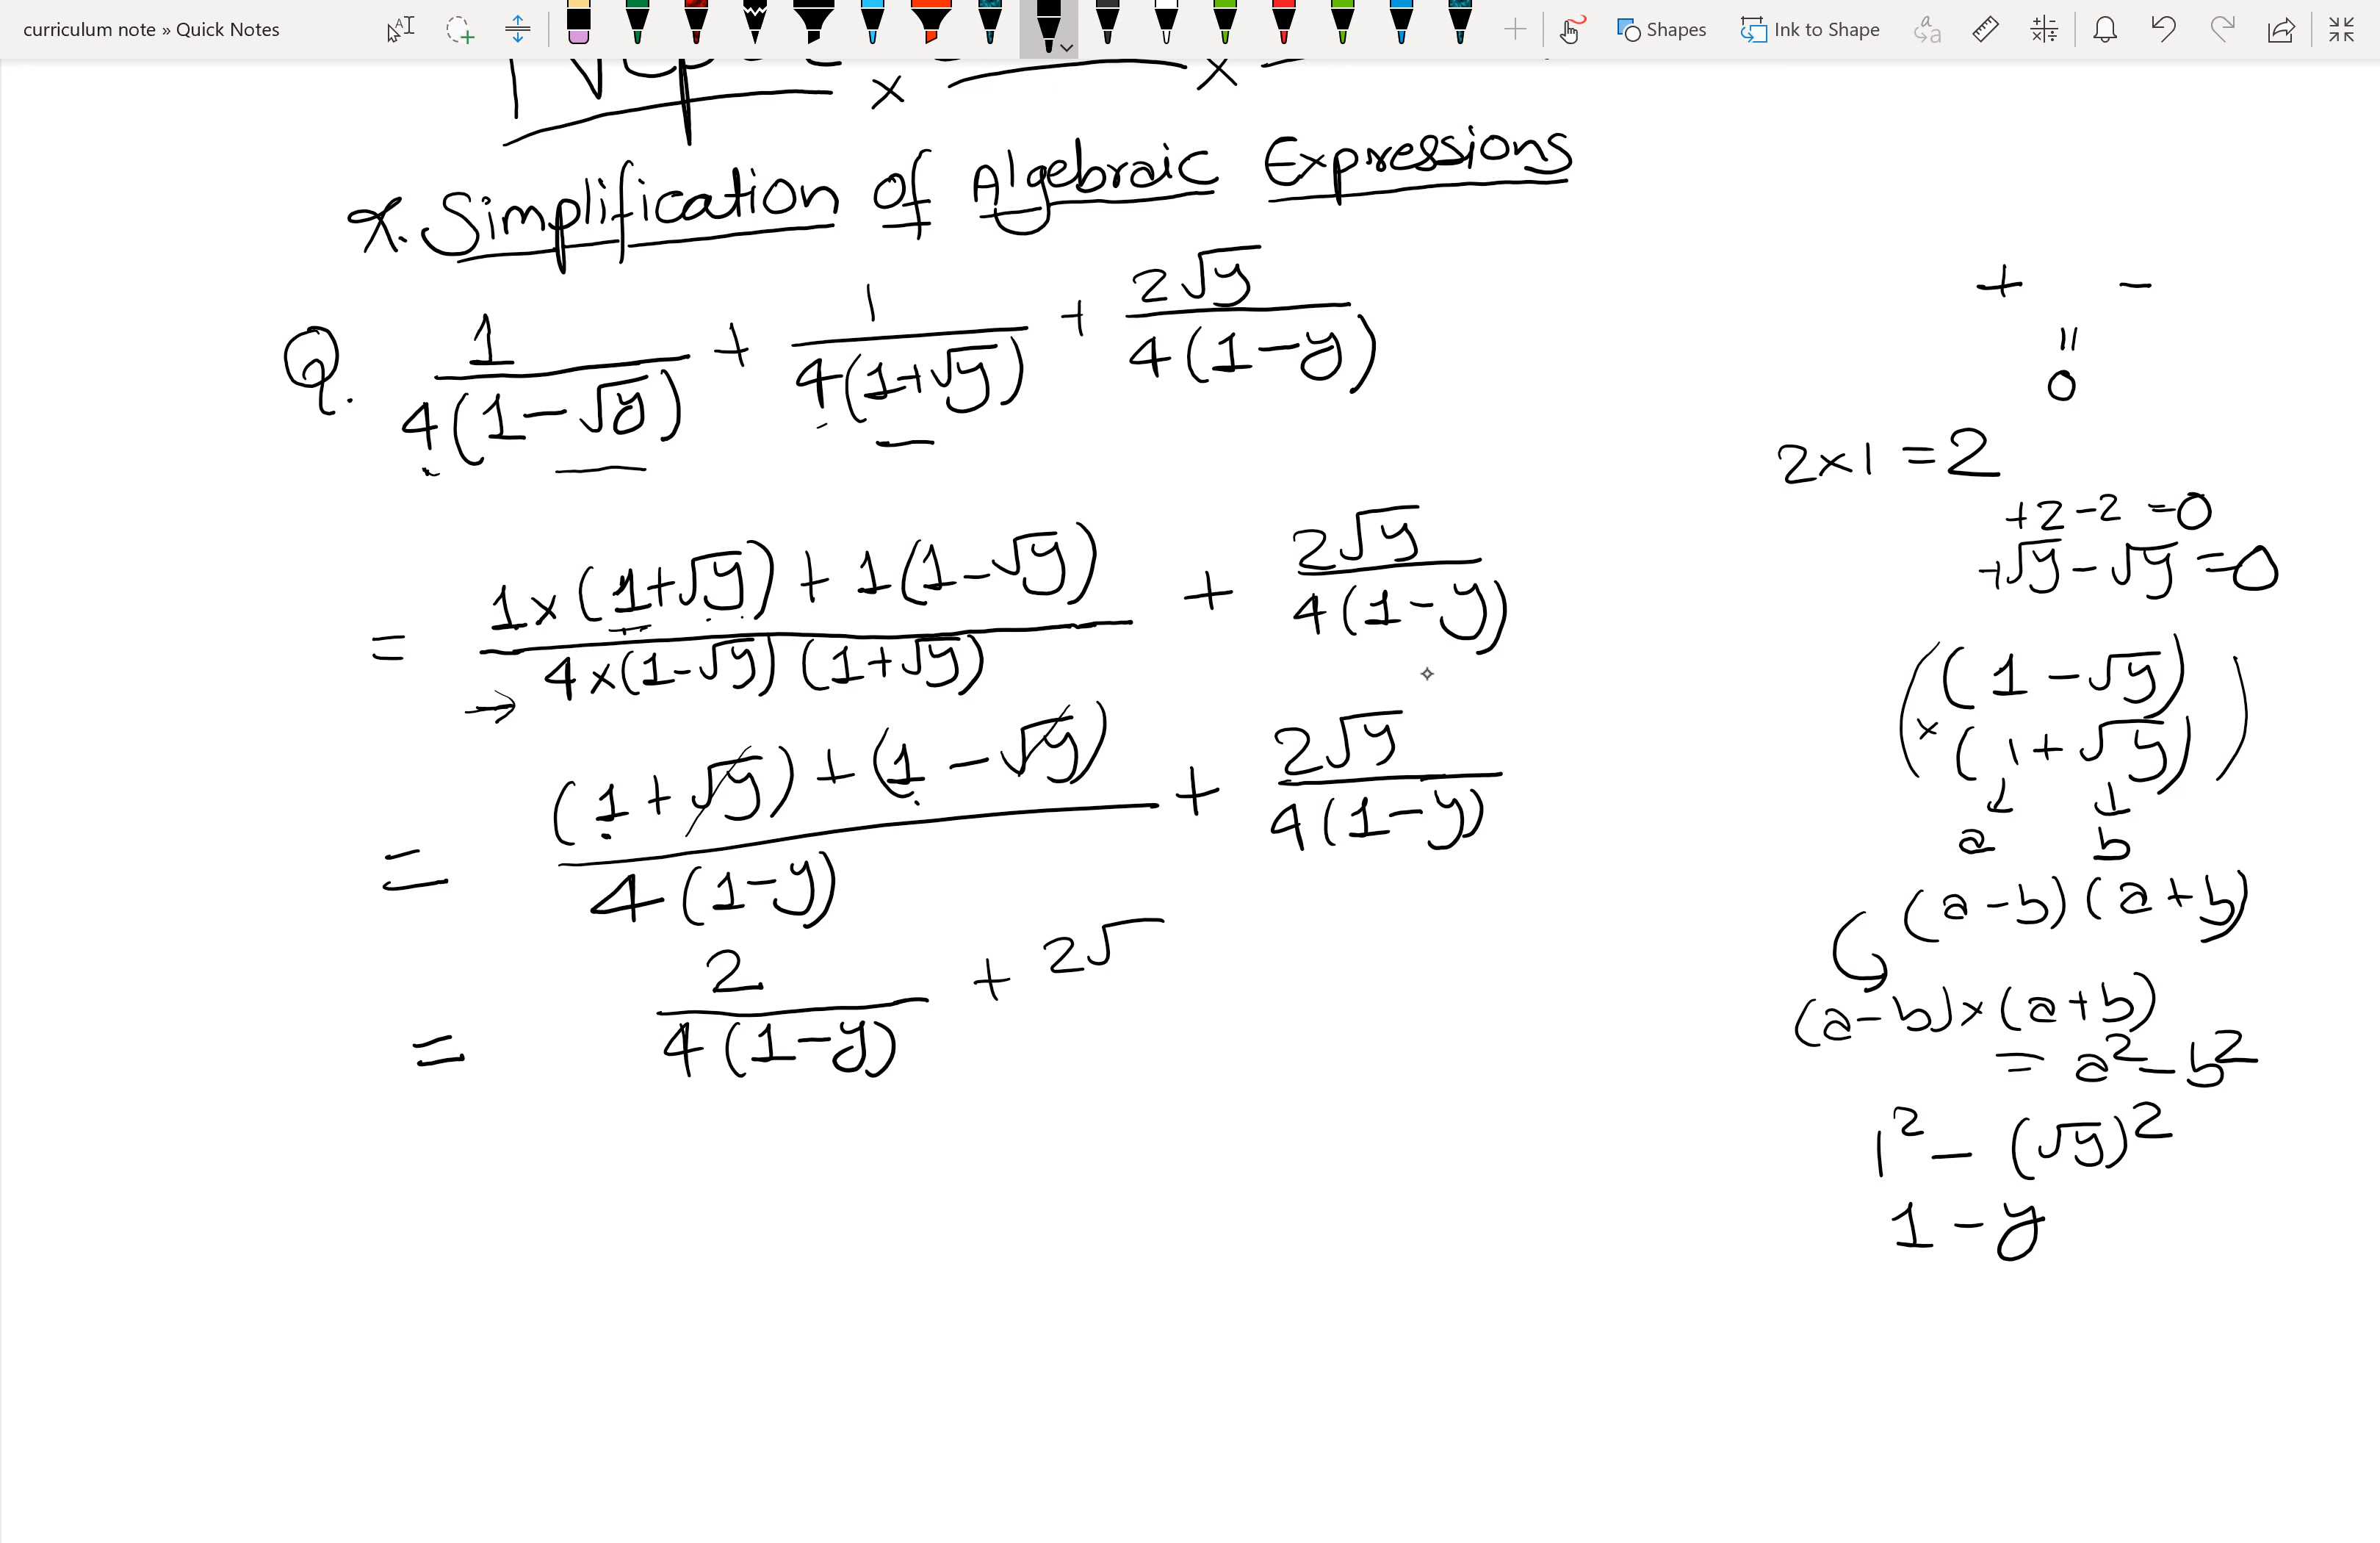 curriculum note » Quick Notes
Shapes
Ink to Shape
x. Simplification of Algebraic Expressions
Q. 1/4(1-√y) + 1/4(1+√y) + 2√y/4(1-y)
= 1×(1+√y) + 1(1-√y)/4×(1-√y)(1+√y) + 2√y/4(1-y)
→
= (1+√y) + (1-√y)/4(1-y) + 2√y/4(1-y)
= 2/4(1-y) + 2√
+ -
=
0
2×1 = 2
+2-2 = 0
+√y-√y = 0
((1-√y)
×(1+√y))
a b
(a-b)(a+b)
(a-b)×(a+b)
= a²-b²
1² - (√y)²
1 - y